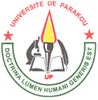 UNIVERSITE DE PARAKOU
UP
DOCTRINA LUMEN HUMANI GENERIS EST